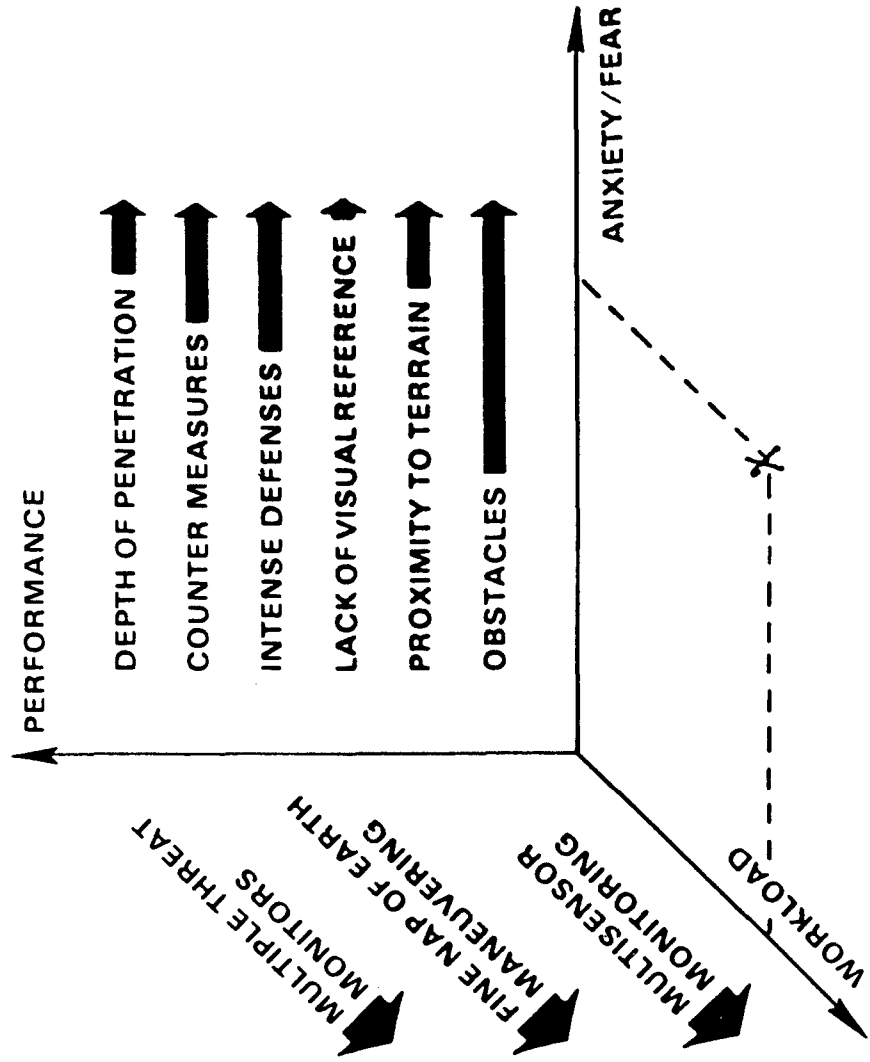 PERFORMANCE
DEPTH OF PENETRATION
COUNTER MEASURES
INTENSE DEFENSES
LACK OF VISUAL REFERENCE
PROXIMITY TO TERRAIN
OBSTACLES
ANXIETY/FEAR
MULTIPLE THREAT
MONITORS
FINE NAP OF EARTH
MANEUVERING
MULTISENSOR
MONITORING
WORKLOAD